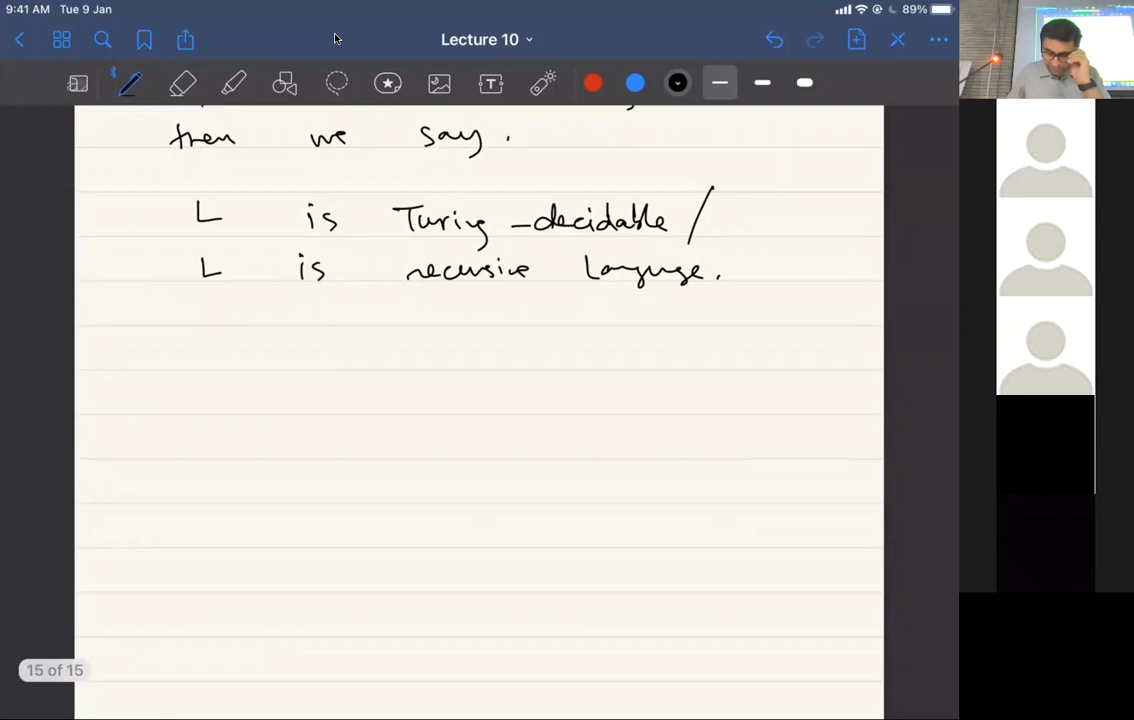 9:41 AM Tue 9 Jan
89%
Lecture 10
then we say.
L is Turing-decidable /
L is recursive language.
15 of 15